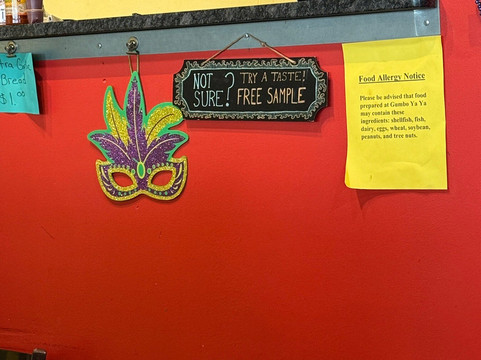 Bread
$1.00
NOT
SURE?
TRY A TASTE!
FREE SAMPLE
Food Allergy Notice
Please be advised that food
prepared at Gumbo Ya Ya
may contain these
ingredients: shellfish, fish,
dairy, eggs, wheat, soybean,
peanuts, and tree nuts.